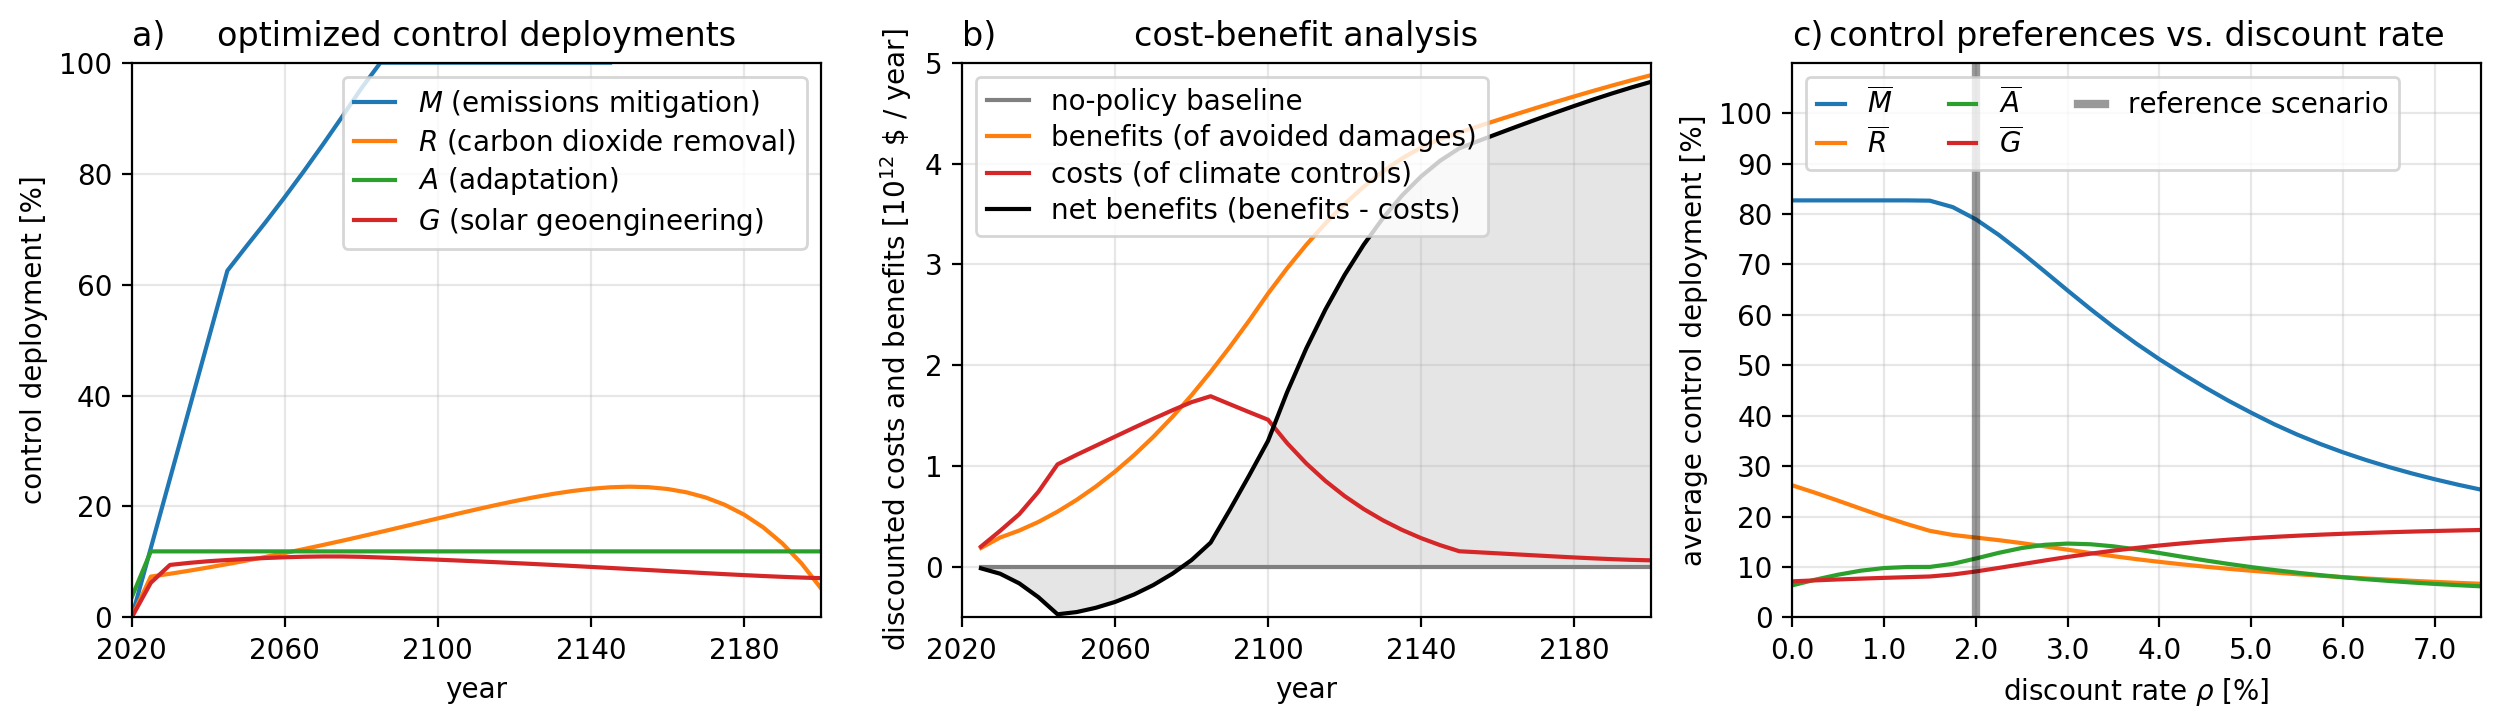 a) optimized control deployments
control deployment [%]
100
80
60
40
20
0
M (emissions mitigation)
R (carbon dioxide removal)
A (adaptation)
G (solar geoengineering)
2020 2060 2100 2140 2180
year
b) cost-benefit analysis
discounted costs and benefits [10¹² $ / year]
5
4
3
2
1
0
no-policy baseline
benefits (of avoided damages)
costs (of climate controls)
net benefits (benefits - costs)
2020 2060 2100 2140 2180
year
c) control preferences vs. discount rate
average control deployment [%]
100
90
80
70
60
50
40
30
20
10
0
M̅ A̅ reference scenario
R̅ G̅
0.0 1.0 2.0 3.0 4.0 5.0 6.0 7.0
discount rate ρ [%]